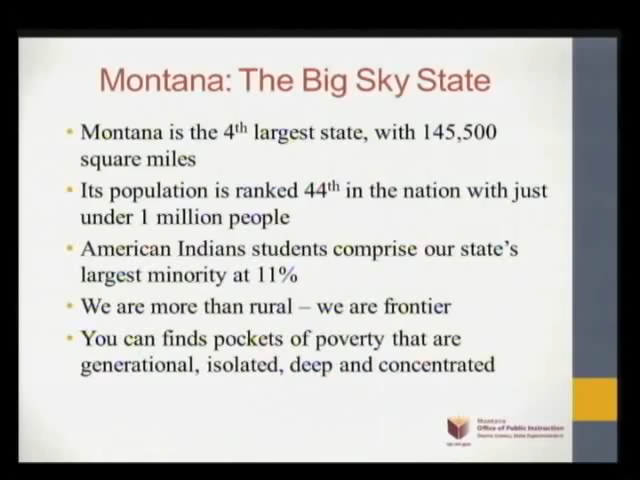 Montana: The Big Sky State
• Montana is the 4th largest state, with 145,500
square miles
• Its population is ranked 44th in the nation with just
under 1 million people
• American Indians students comprise our state's
largest minority at 11%
• We are more than rural – we are frontier
• You can finds pockets of poverty that are
generational, isolated, deep and concentrated
Montana
Office of Public Instruction